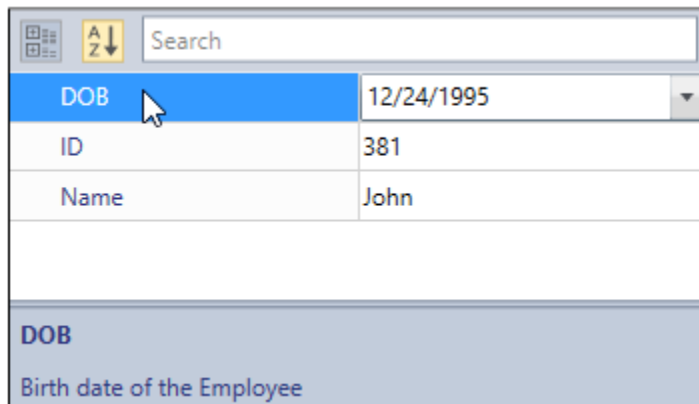 A
Z
Search
DOB 12/24/1995
ID 381
Name John
DOB
Birth date of the Employee